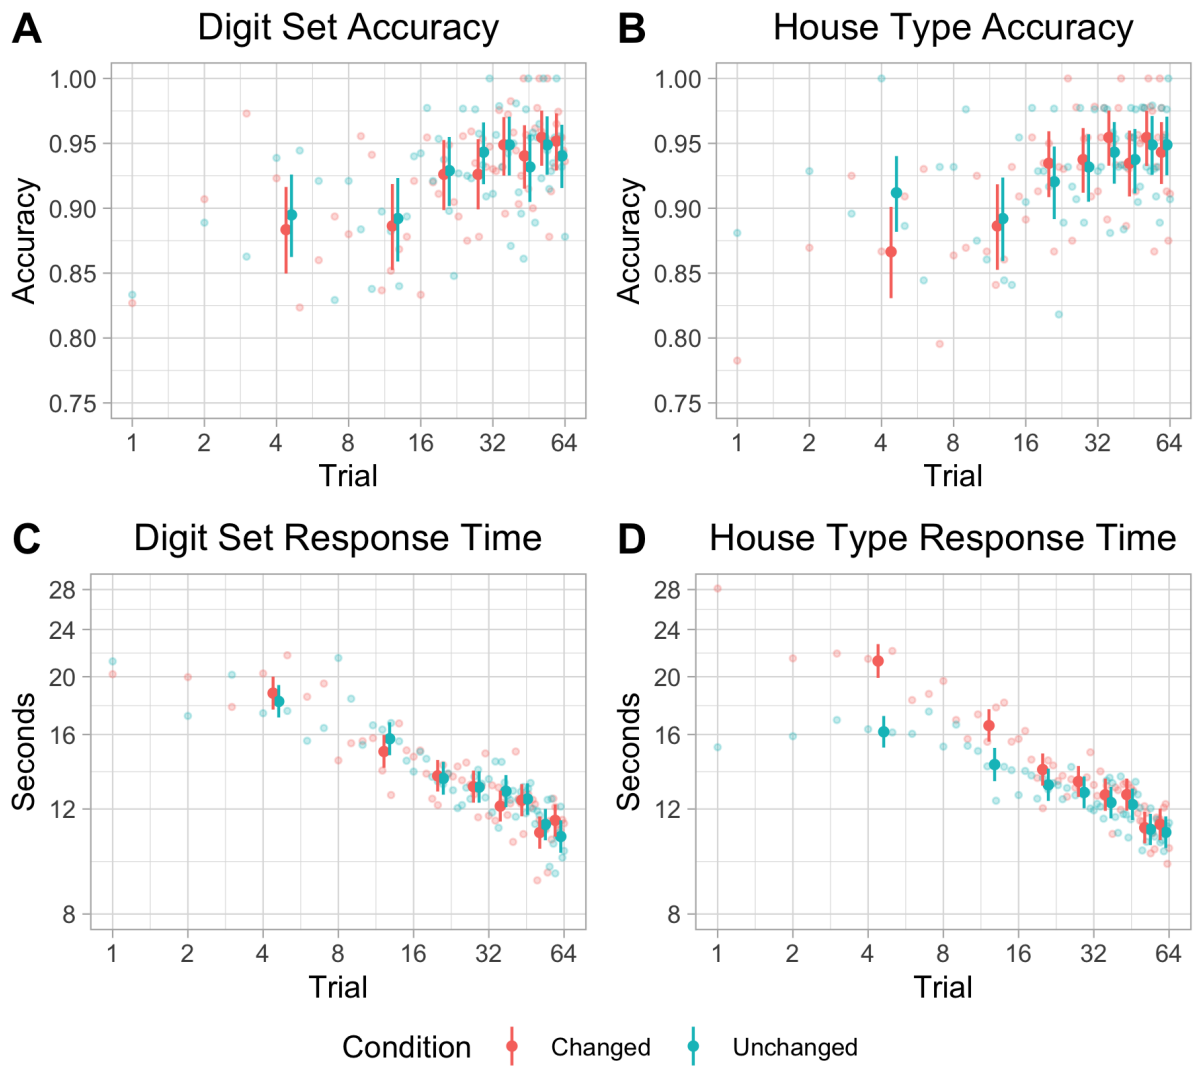 A Digit Set Accuracy
1.00
0.95
0.90
0.85
0.80
0.75
Accuracy
1 2 4 8 16 32 64
Trial
B House Type Accuracy
1.00
0.95
0.90
0.85
0.80
0.75
Accuracy
1 2 4 8 16 32 64
Trial
C Digit Set Response Time
28
24
20
16
12
8
Seconds
1 2 4 8 16 32 64
Trial
D House Type Response Time
28
24
20
16
12
8
Seconds
1 2 4 8 16 32 64
Trial
Condition Changed Unchanged